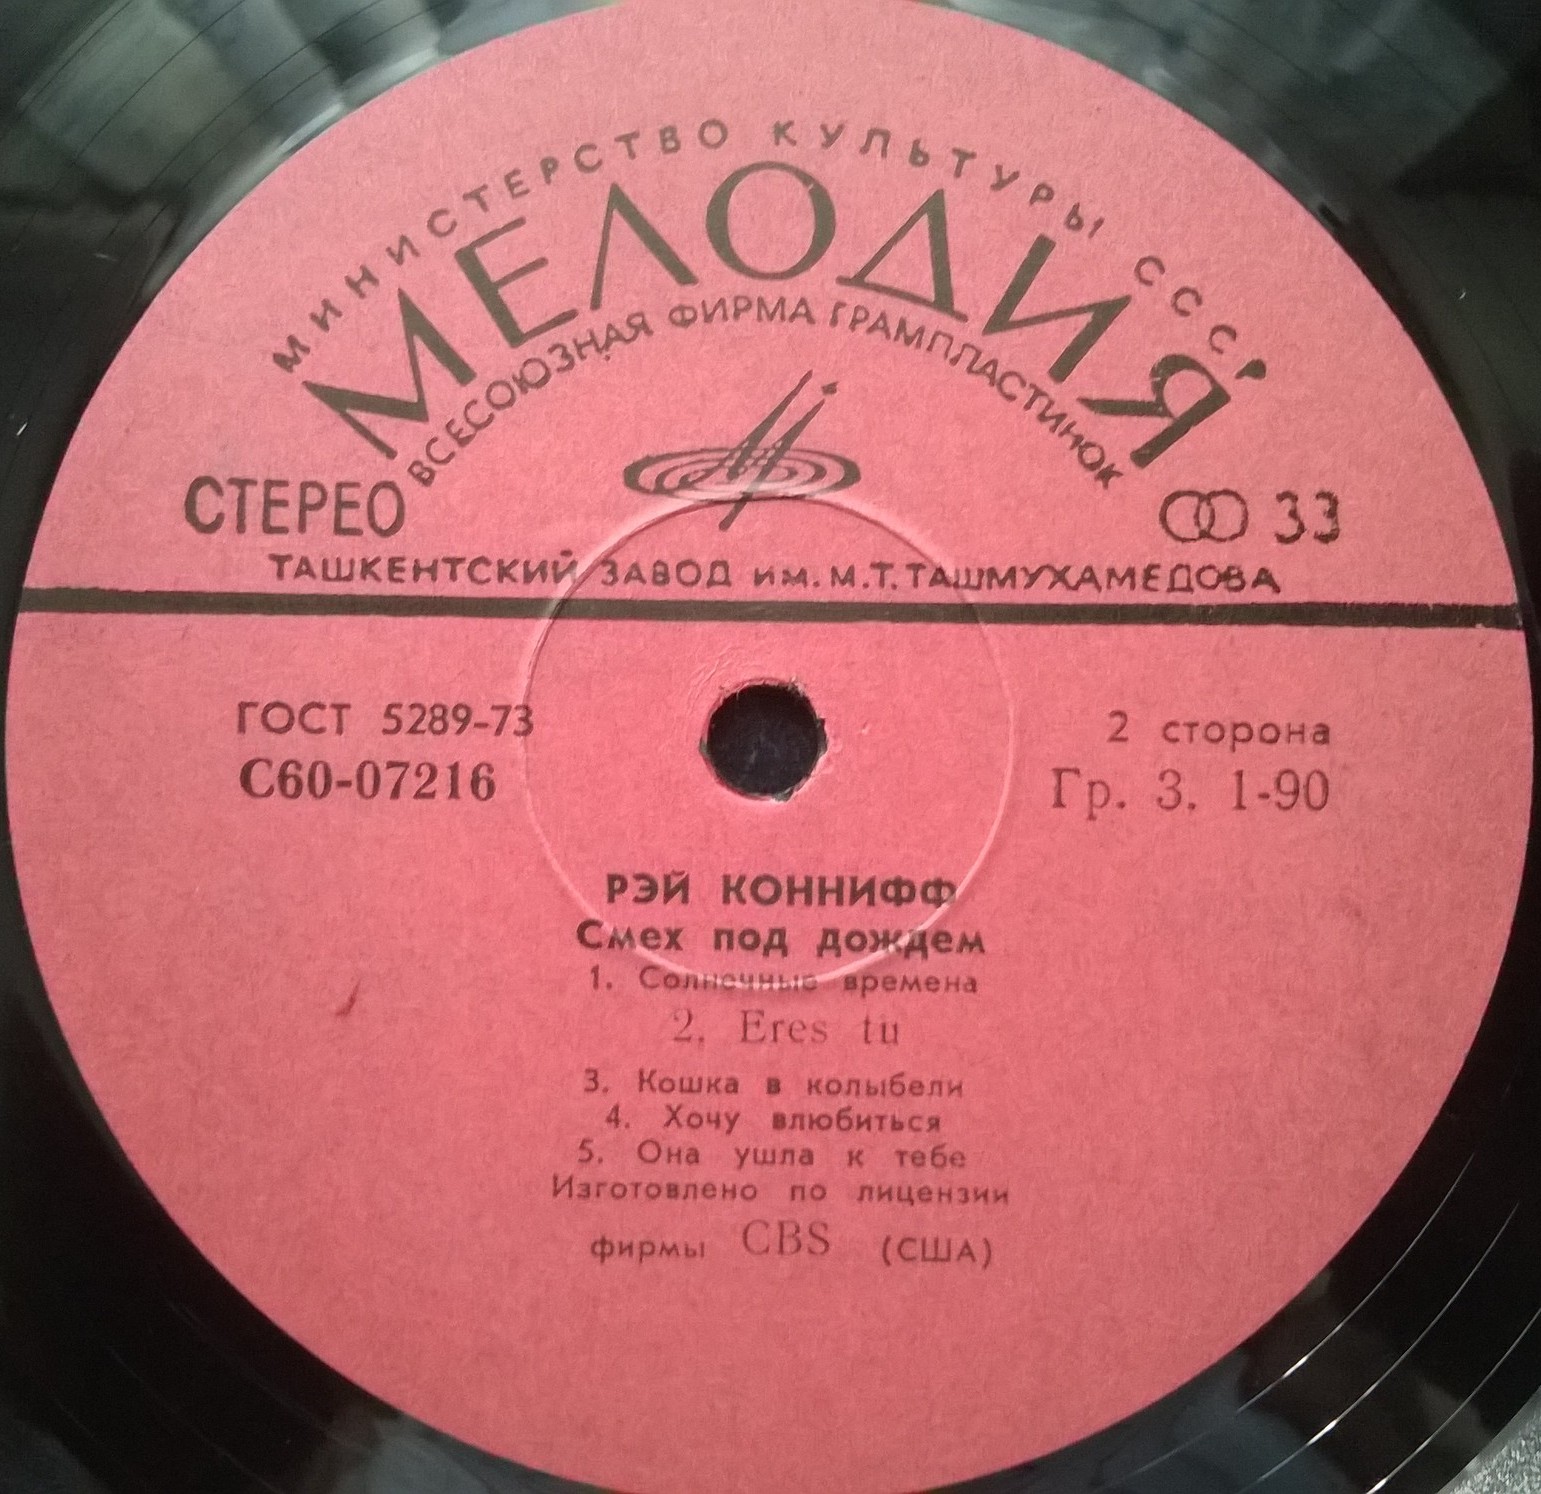 МИНИСТЕРСТВО КУЛЬТУРЫ СССР
МЕЛОДИЯ
ВСЕСОЮЗНАЯ ФИРМА ГРАМПЛАСТИНОК
СТЕРЕО
33
ТАШКЕНТСКИЙ ЗАВОД им. М.Т. ТАШМУХАМЕДОВА
ГОСТ 5289-73
2 сторона
С60-07216
Гр. 3. 1-90
РЭЙ КОННИФФ
Смех под дождем
1. Солнечные времена
2. Eres tu
3. Кошка в колыбели
4. Хочу влюбиться
5. Она ушла к тебе
Изготовлено по лицензии
фирмы CBS (США)